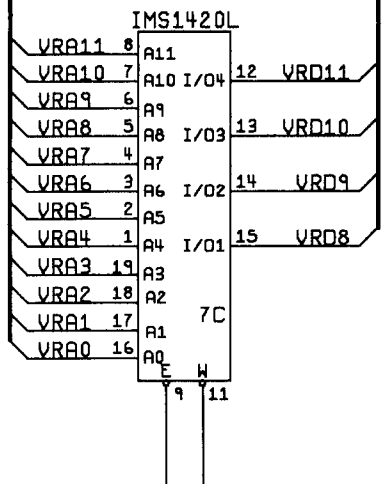 IMS1420L
VRA11 8 A11
VRA10 7 A10 I/O4 12 VRD11
VRA9 6 A9
VRA8 5 A8 I/O3 13 VRD10
VRA7 4 A7
VRA6 3 A6 I/O2 14 VRD9
VRA5 2 A5
VRA4 1 A4 I/O1 15 VRD8
VRA3 19 A3
VRA2 18 A2
VRA1 17 A1 7C
VRA0 16 A0
E W
9 11